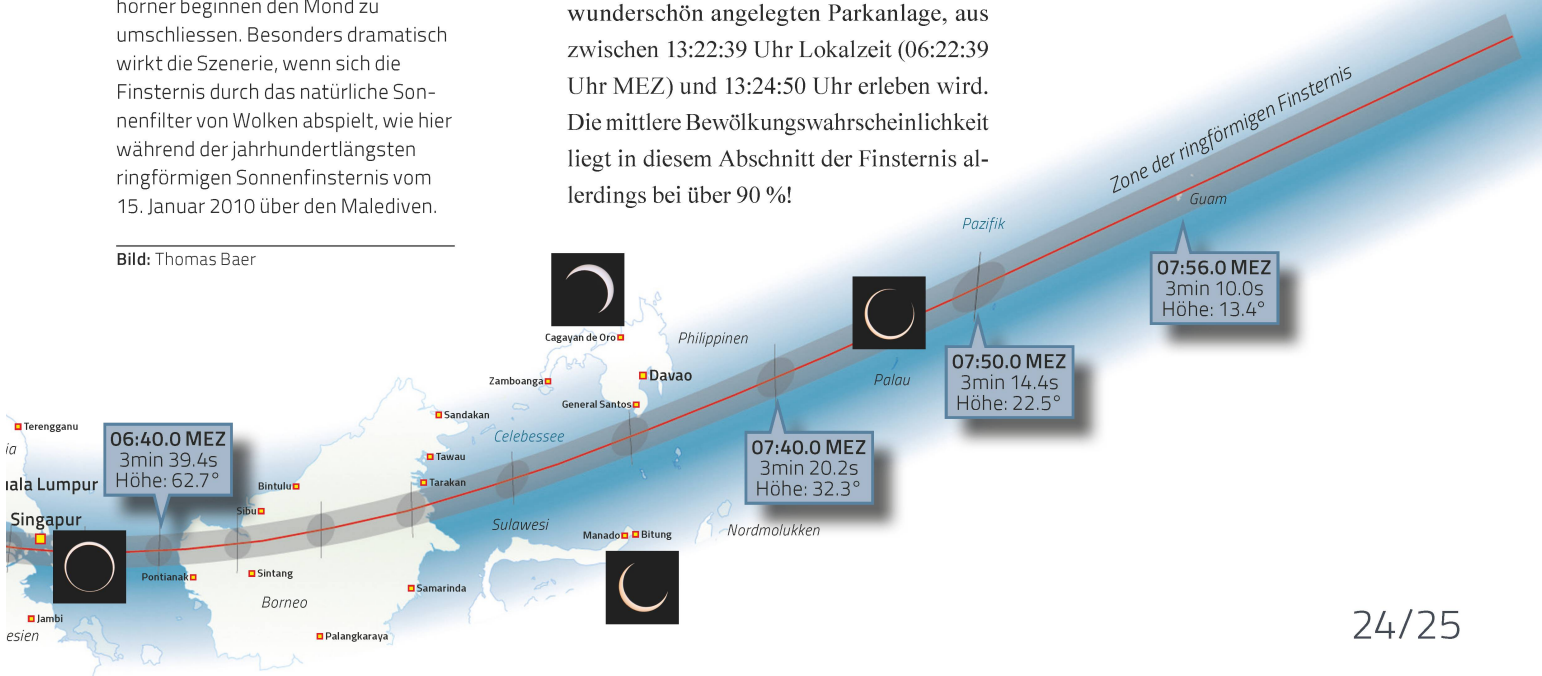 hörner beginnen den Mond zu
umschliessen. Besonders dramatisch
wirkt die Szenerie, wenn sich die
Finsternis durch das natürliche Son-
nenfilter von Wolken abspielt, wie hier
während der jahrhundertlängsten
ringförmigen Sonnenfinsternis vom
15. Januar 2010 über den Malediven.
Bild: Thomas Baer
wunderschön angelegten Parkanlage, aus
zwischen 13:22:39 Uhr Lokalzeit (06:22:39
Uhr MEZ) und 13:24:50 Uhr erleben wird.
Die mittlere Bewölkungswahrscheinlichkeit
liegt in diesem Abschnitt der Finsternis al-
lerdings bei über 90 %!
Zone der ringförmigen Finsternis
Guam
Pazifik
07:56.0 MEZ
3min 10.0s
Höhe: 13.4°
Cagayan de Oro
Philippinen
Zamboanga
Davao
Palau
07:50.0 MEZ
3min 14.4s
Höhe: 22.5°
General Santos
Sandakan
Terengganu
Celebessee
06:40.0 MEZ
3min 39.4s
Höhe: 62.7°
07:40.0 MEZ
3min 20.2s
Höhe: 32.3°
ia
Tawau
uala Lumpur
Bintulu
Tarakan
Sibu
Singapur
Sulawesi
Manado
Bitung
Nordmolukken
Pontianak
Sintang
Samarinda
Borneo
Jambi
esien
Palangkaraya
24/25